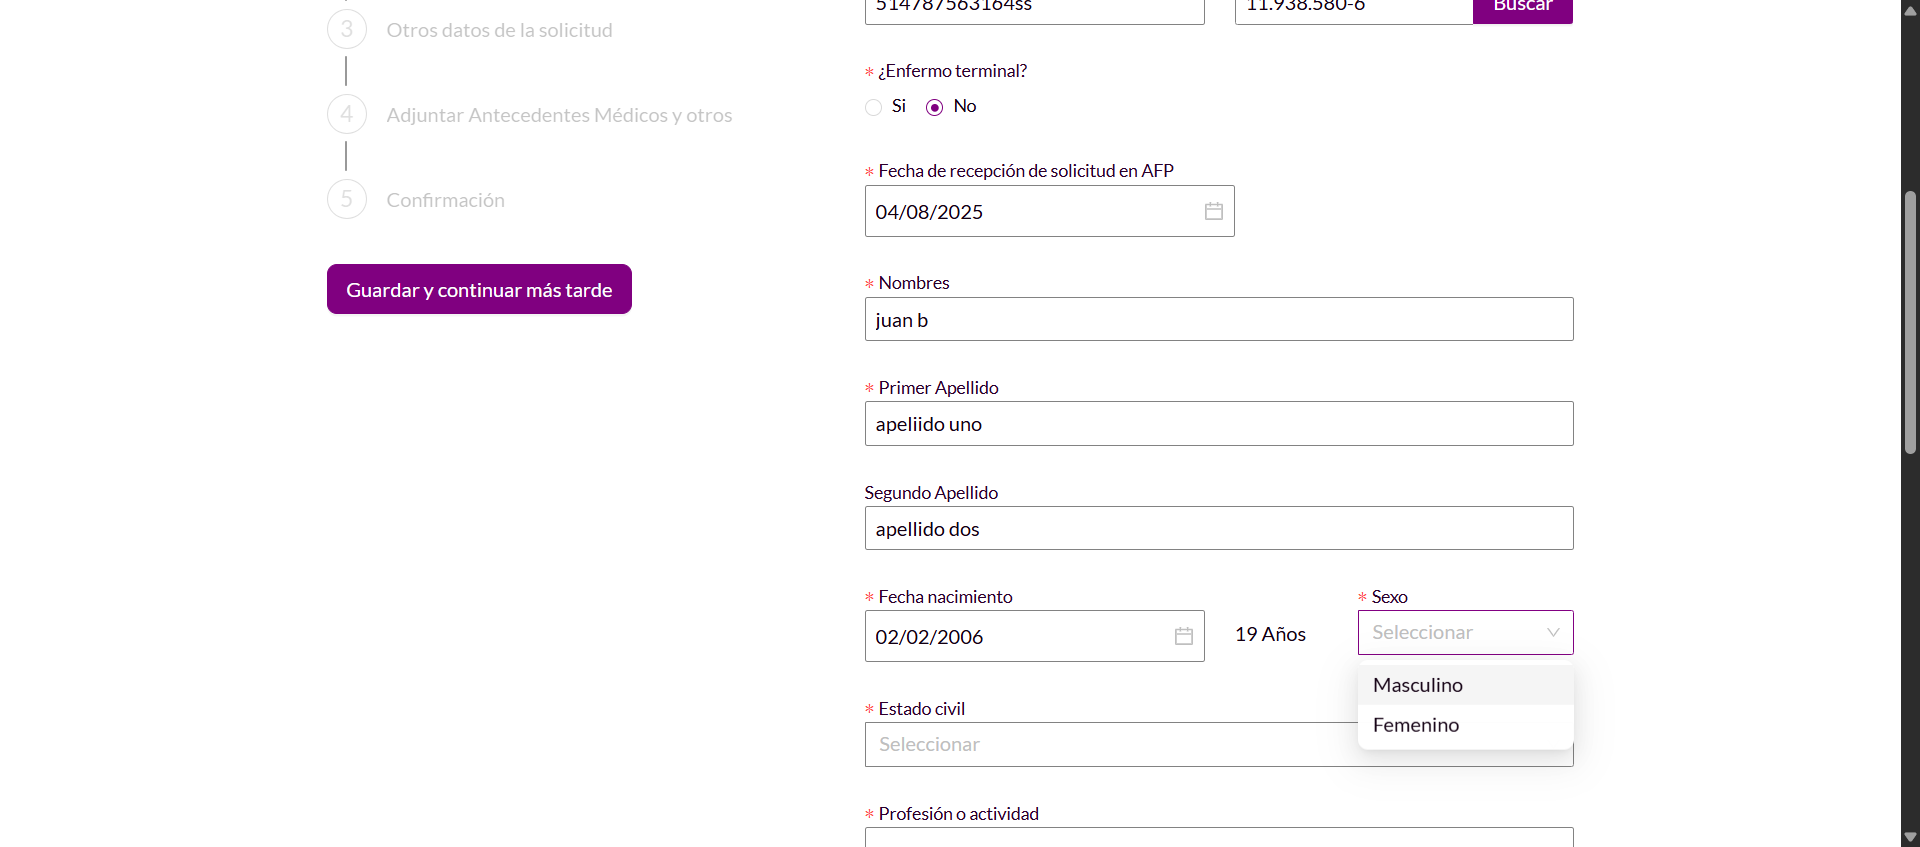 514787563164ss
11.938.580-6
Buscar
3 Otros datos de la solicitud
4 Adjuntar Antecedentes Médicos y otros
5 Confirmación
Guardar y continuar más tarde
* ¿Enfermo terminal?
Si No
* Fecha de recepción de solicitud en AFP
04/08/2025
* Nombres
juan b
* Primer Apellido
apeliido uno
Segundo Apellido
apellido dos
* Fecha nacimiento
02/02/2006
19 Años
* Sexo
Seleccionar
Masculino
Femenino
* Estado civil
Seleccionar
* Profesión o actividad